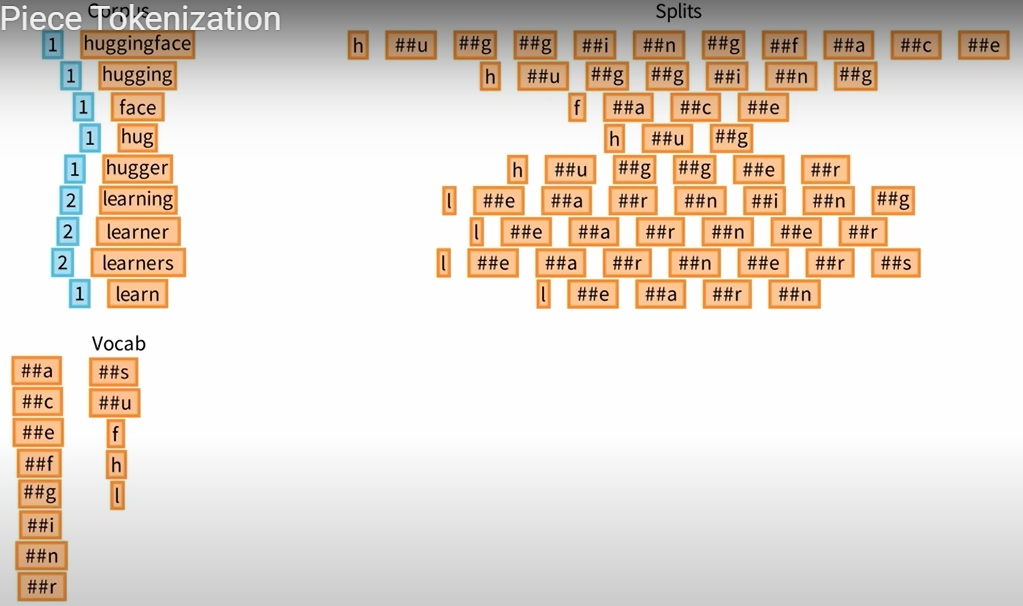 Piece Tokenization
Corpus Splits
1 huggingface h ##u ##g ##g ##i ##n ##g ##f ##a ##c ##e
1 hugging h ##u ##g ##g ##i ##n ##g
1 face f ##a ##c ##e
1 hug h ##u ##g
1 hugger h ##u ##g ##g ##e ##r
2 learning l ##e ##a ##r ##n ##i ##n ##g
2 learner l ##e ##a ##r ##n ##e ##r
2 learners l ##e ##a ##r ##n ##e ##r ##s
1 learn l ##e ##a ##r ##n
Vocab
##a ##s
##c ##u
##e f
##f h
##g l
##i
##n
##r